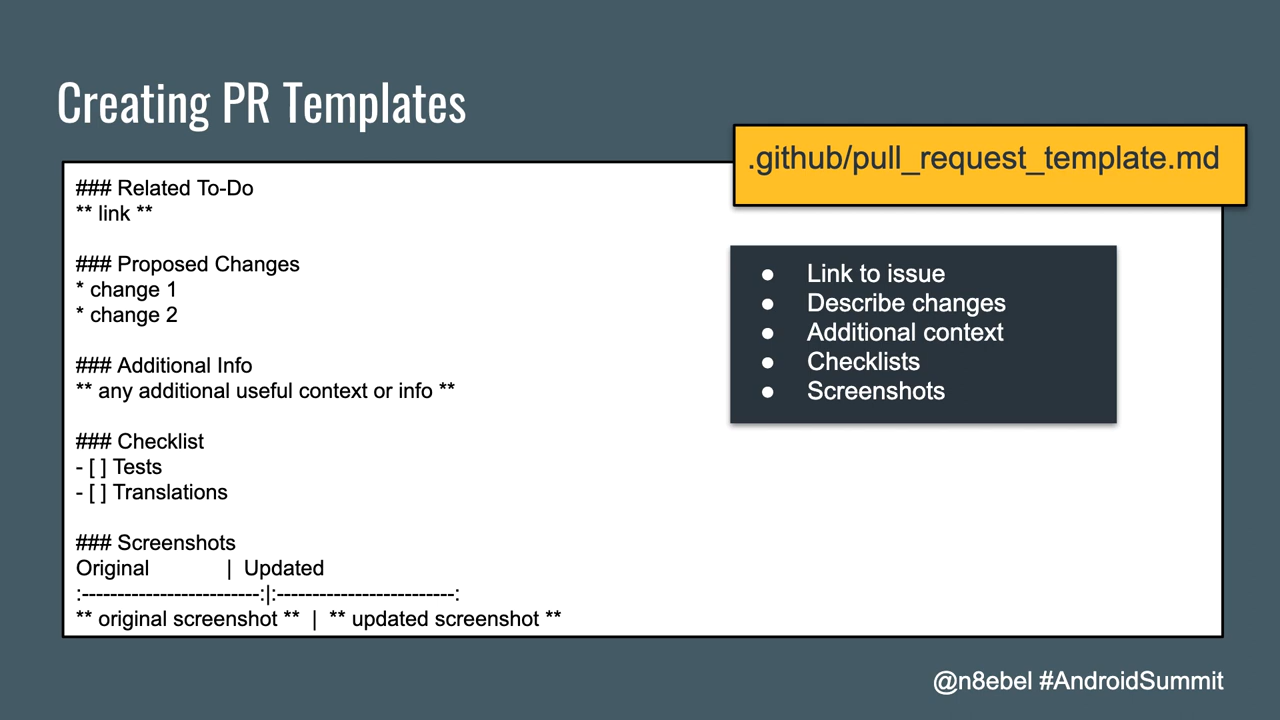 Creating PR Templates
.github/pull_request_template.md
### Related To-Do
** link **
### Proposed Changes
* change 1
* change 2
### Additional Info
** any additional useful context or info **
### Checklist
- [ ] Tests
- [ ] Translations
### Screenshots
Original | Updated
:-------------------------:|:-------------------------:
** original screenshot ** | ** updated screenshot **
● Link to issue
● Describe changes
● Additional context
● Checklists
● Screenshots
@n8ebel #AndroidSummit